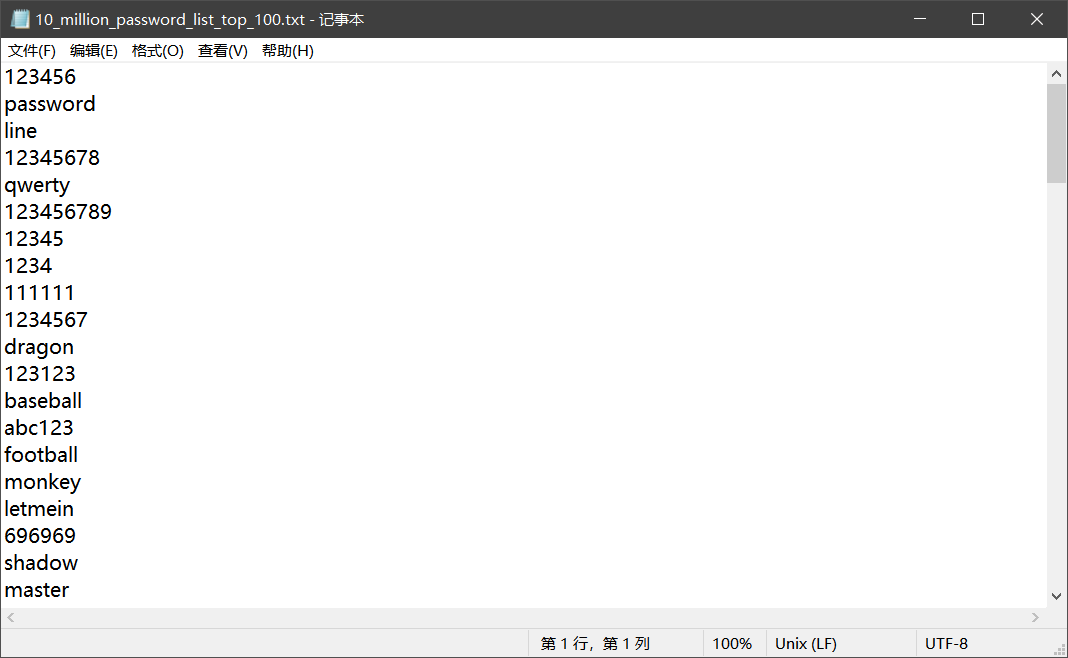 10_million_password_list_top_100.txt - 记事本
文件(F) 编辑(E) 格式(O) 查看(V) 帮助(H)
123456
password
line
12345678
qwerty
123456789
12345
1234
111111
1234567
dragon
123123
baseball
abc123
football
monkey
letmein
696969
shadow
master
第 1 行，第 1 列 100% Unix (LF) UTF-8